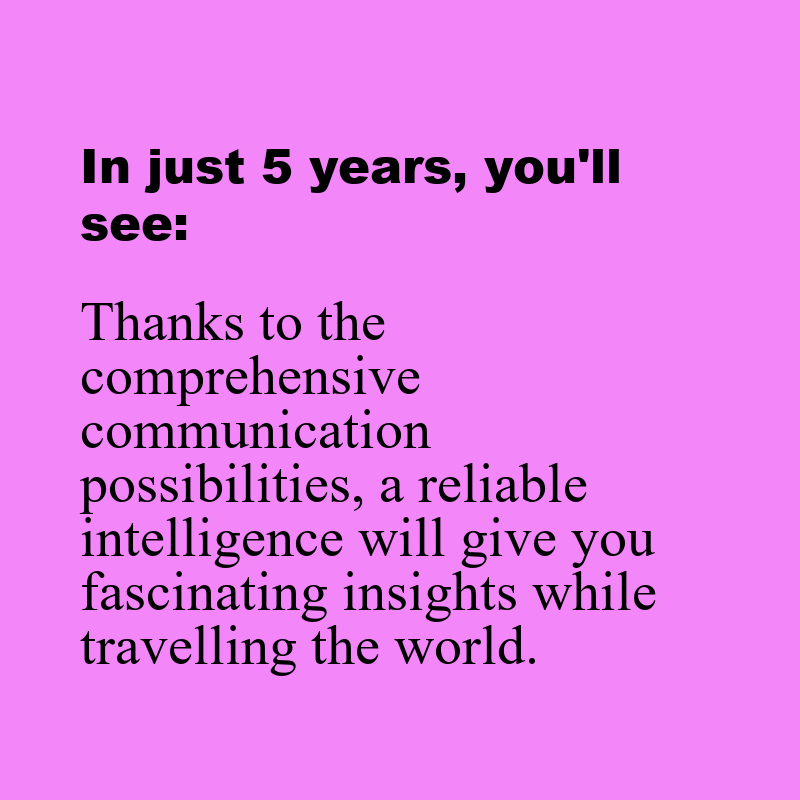 In just 5 years, you'll
see:
Thanks to the
comprehensive
communication
possibilities, a reliable
intelligence will give you
fascinating insights while
travelling the world.